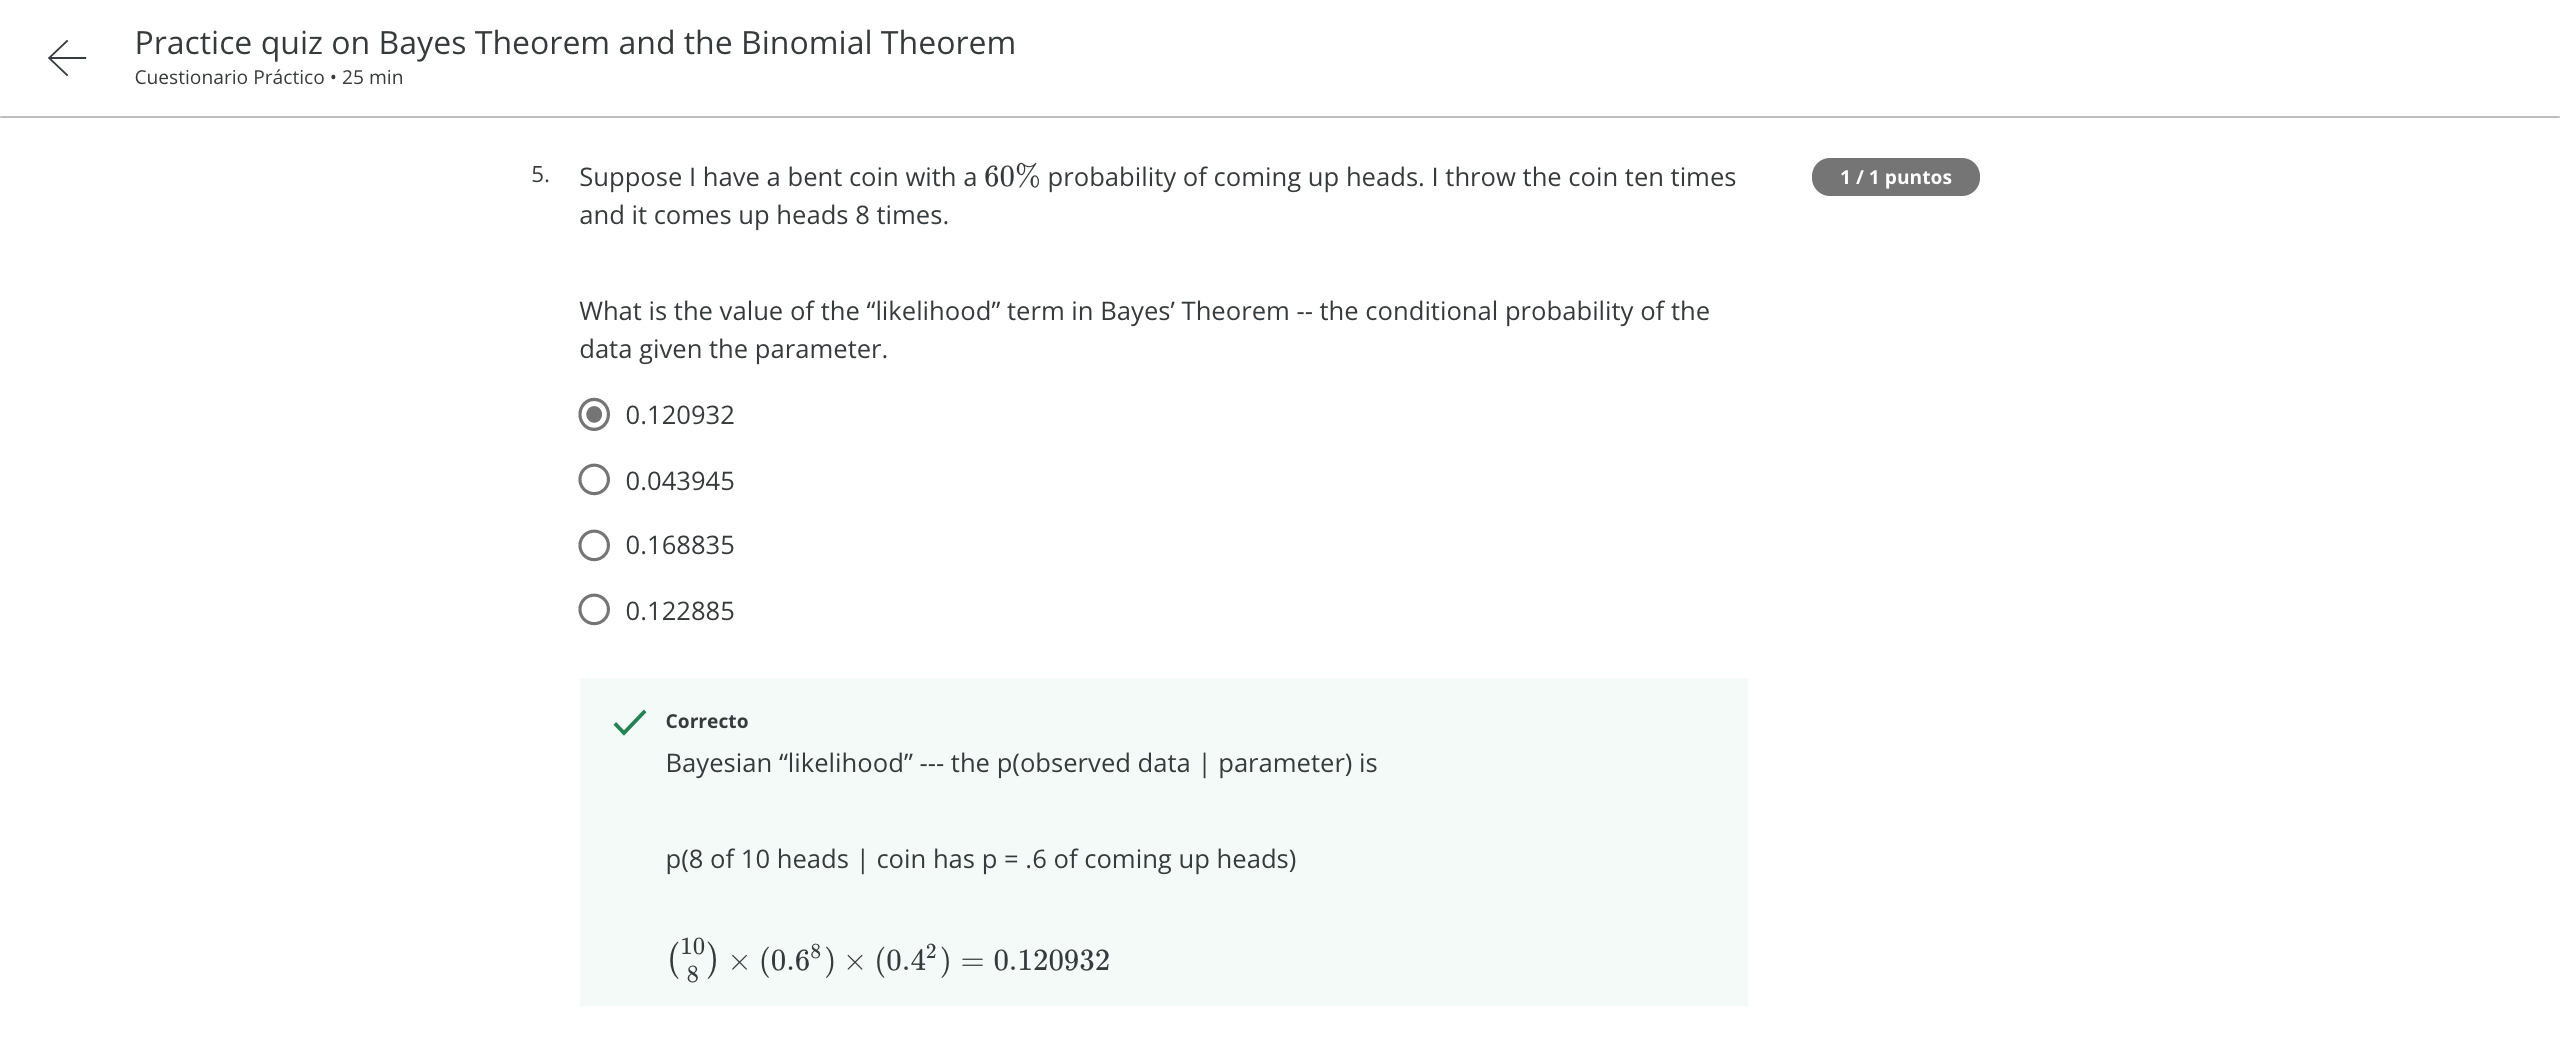 Practice quiz on Bayes Theorem and the Binomial Theorem
Cuestionario Práctico • 25 min
5. Suppose I have a bent coin with a 60% probability of coming up heads. I throw the coin ten times
and it comes up heads 8 times.
1 / 1 puntos
What is the value of the “likelihood” term in Bayes’ Theorem -- the conditional probability of the
data given the parameter.
0.120932
0.043945
0.168835
0.122885
Correcto
Bayesian “likelihood” --- the p(observed data | parameter) is
p(8 of 10 heads | coin has p = .6 of coming up heads)
$\binom{10}{8} \times (0.6^8) \times (0.4^2) = 0.120932$